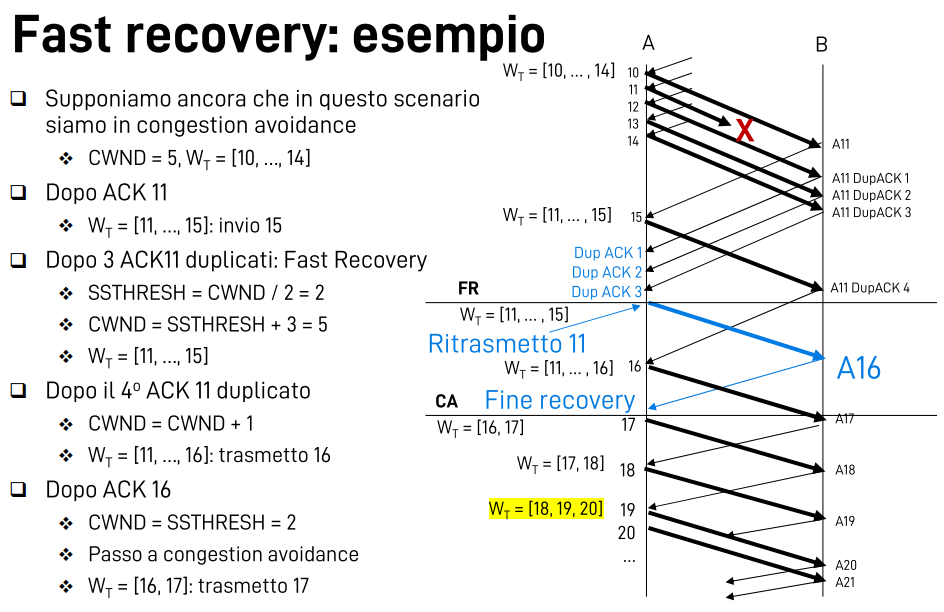 Fast recovery: esempio
Supponiamo ancora che in questo scenario
siamo in congestion avoidance
CWND = 5, WT = [10, ..., 14]
Dopo ACK 11
WT = [11, ..., 15]: invio 15
Dopo 3 ACK11 duplicati: Fast Recovery
SSTHRESH = CWND / 2 = 2
CWND = SSTHRESH + 3 = 5
WT = [11, ..., 15]
Dopo il 4º ACK 11 duplicato
CWND = CWND + 1
WT = [11, ..., 16]: trasmetto 16
Dopo ACK 16
CWND = SSTHRESH = 2
Passo a congestion avoidance
WT = [16, 17]: trasmetto 17
A
B
WT = [10, ... , 14]
10
11
12
13
14
X
A11
A11 DupACK 1
A11 DupACK 2
A11 DupACK 3
WT = [11, ... , 15]
15
Dup ACK 1
Dup ACK 2
Dup ACK 3
A11 DupACK 4
FR
WT = [11, ... , 15]
Ritrasmetto 11
A16
WT = [11, ... , 16]
16
CA
Fine recovery
WT = [16, 17]
17
A17
WT = [17, 18]
18
A18
WT = [18, 19, 20]
19
A19
20
...
A20
A21